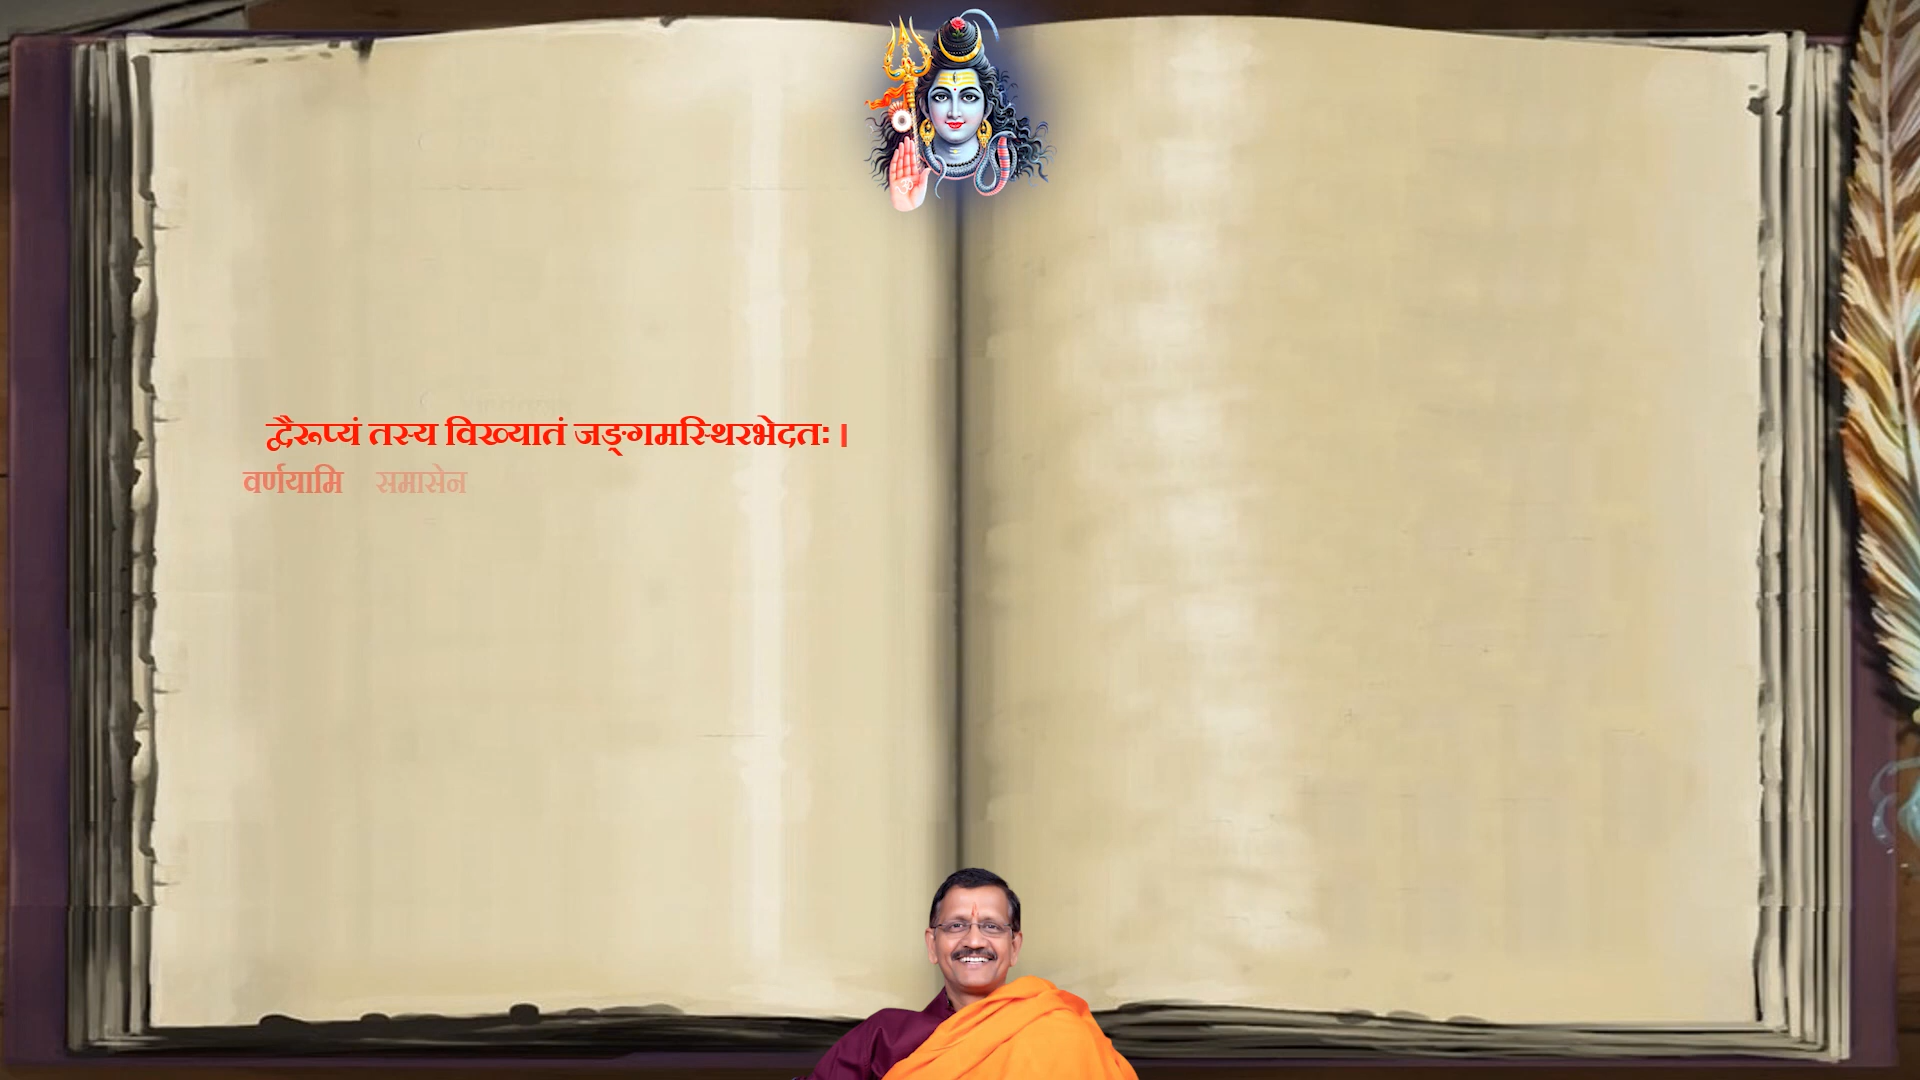 द्वैरूप्यं तस्य विख्यातं जङ्गमस्थिरभेदतः ।
वर्णयामि समासेन